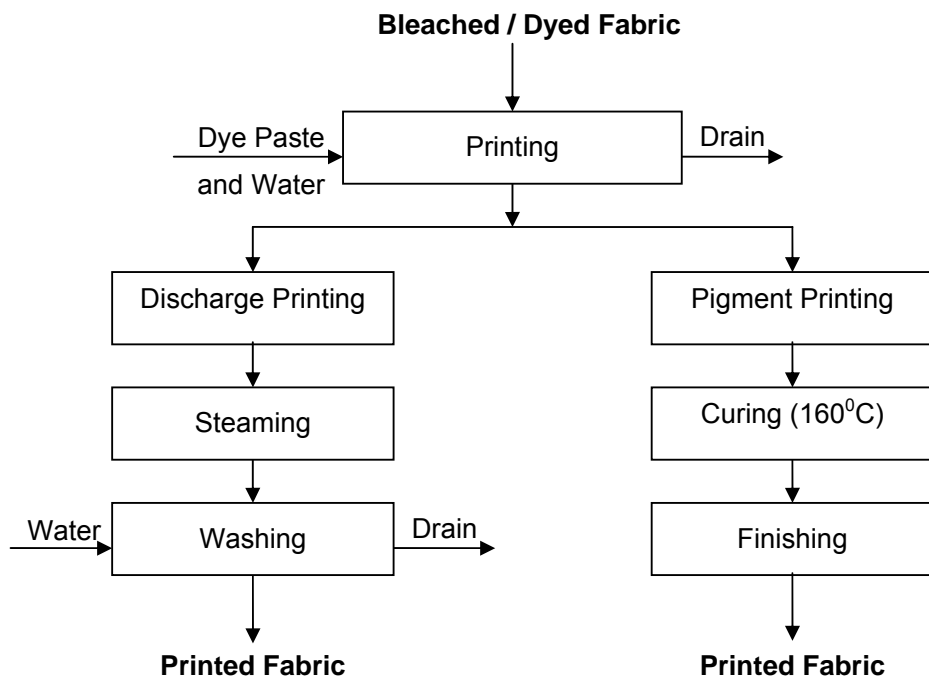 Bleached / Dyed Fabric
Dye Paste
and Water
Printing
Drain
Discharge Printing
Pigment Printing
Steaming
Curing (160⁰C)
Water
Washing
Drain
Finishing
Printed Fabric
Printed Fabric